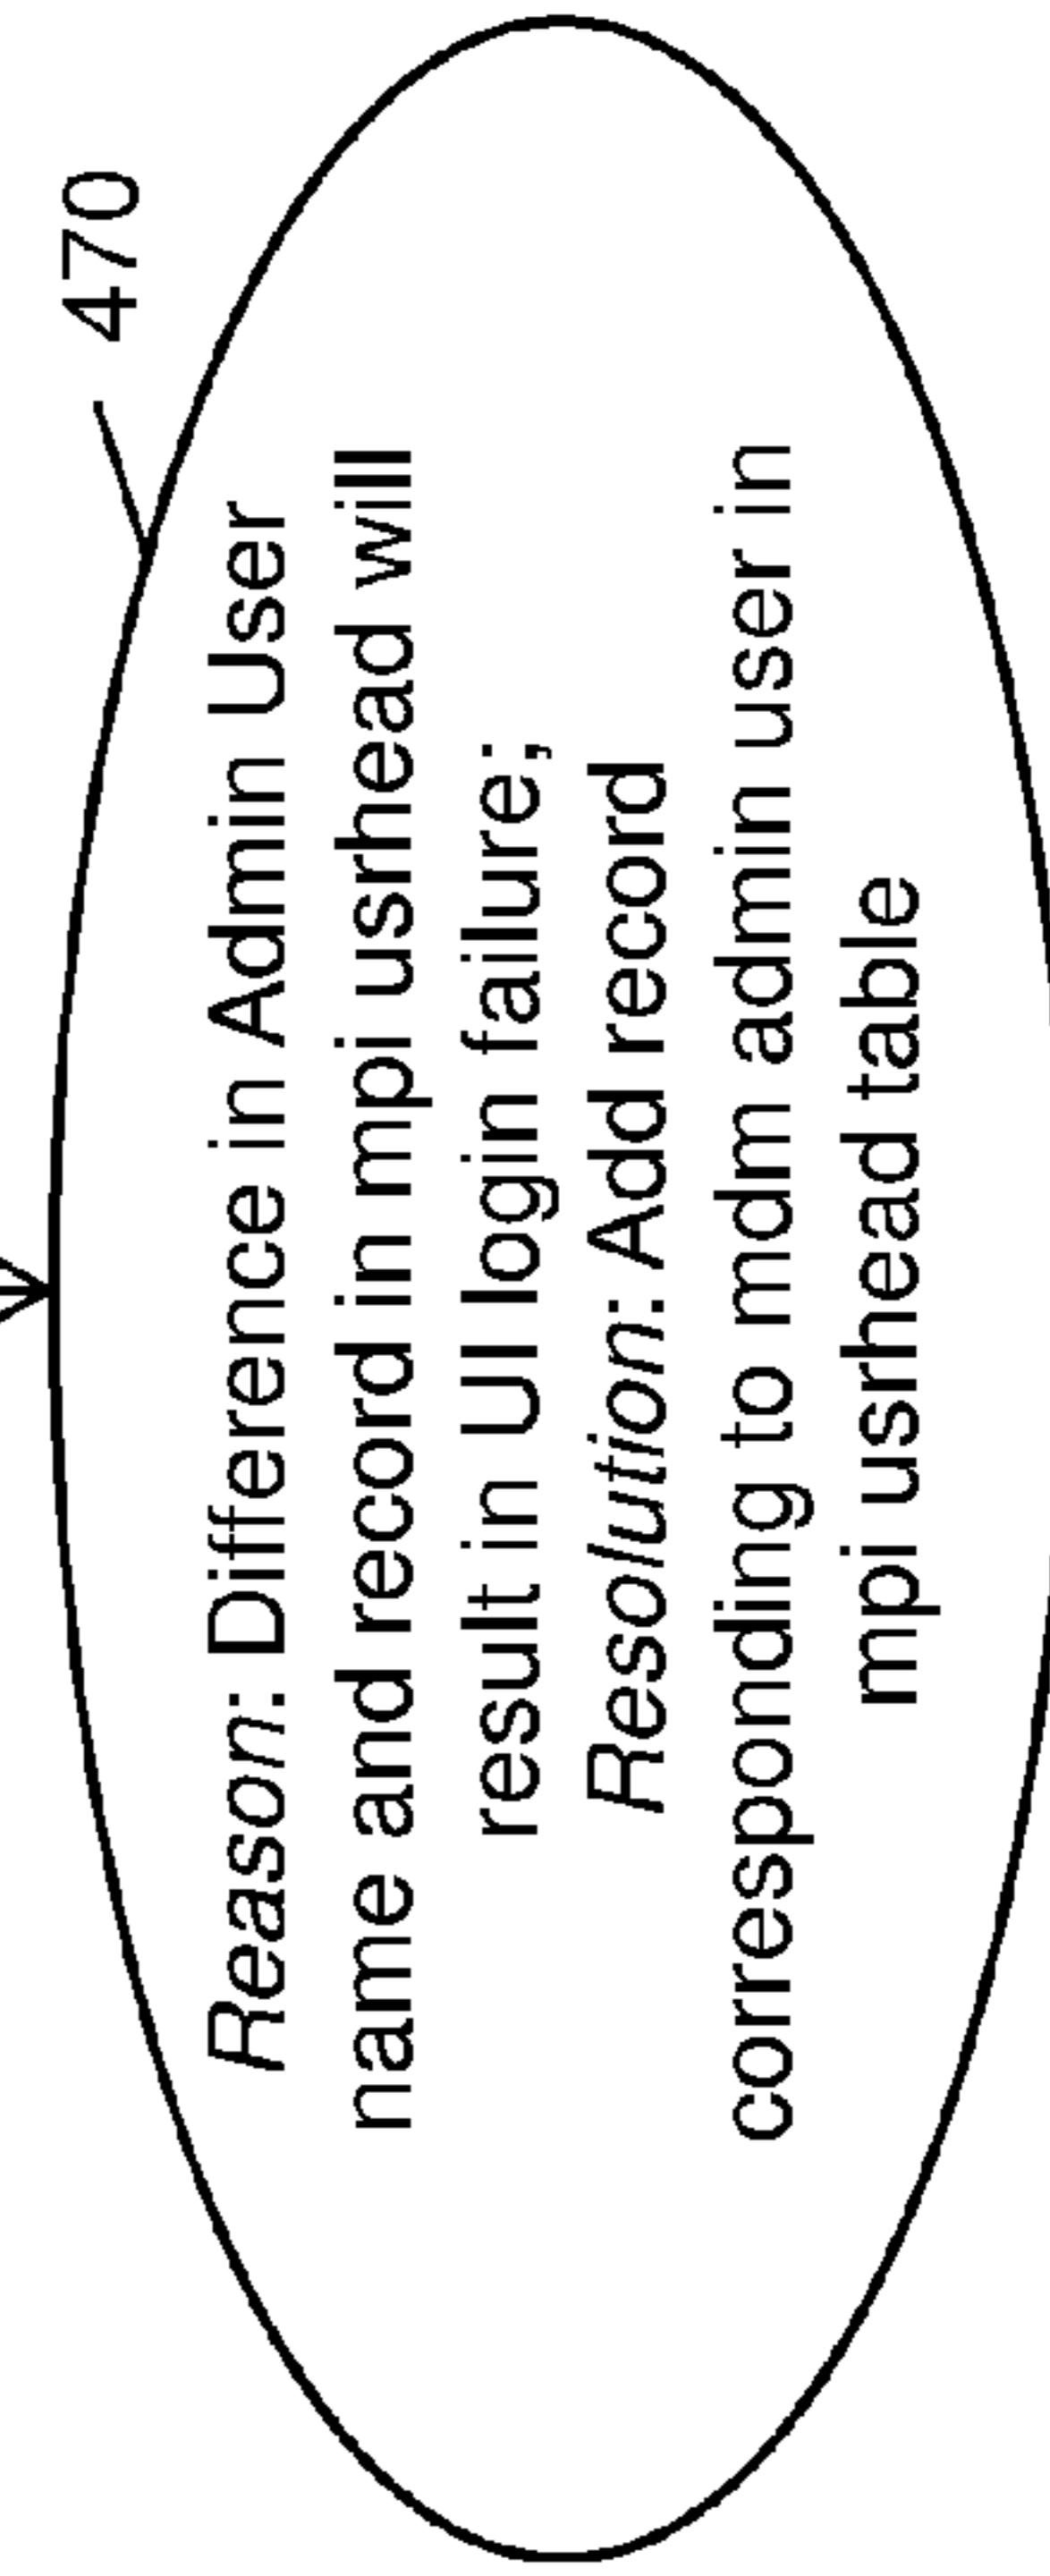 470
Reason: Difference in Admin User
name and record in mpi usrhead will
result in UI login failure;
Resolution: Add record
corresponding to mdm admin user in
mpi usrhead table